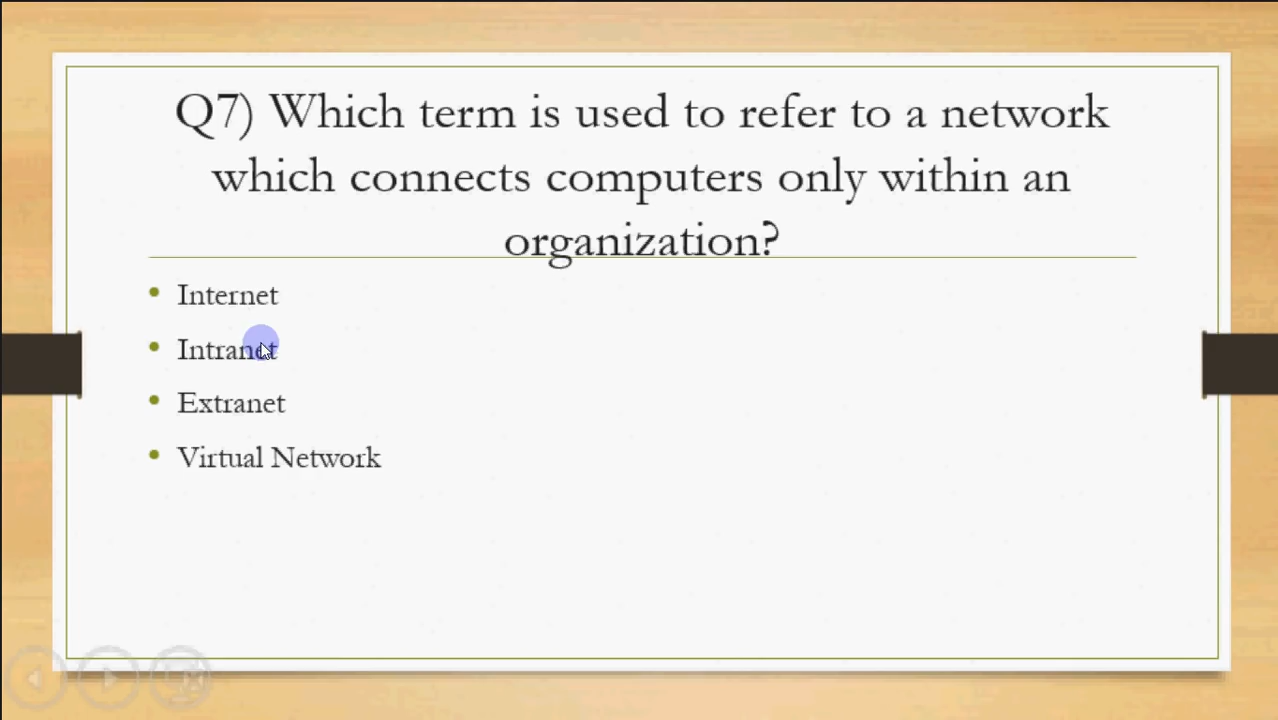 Q7) Which term is used to refer to a network
which connects computers only within an
organization?
Internet
Intranet
Extranet
Virtual Network